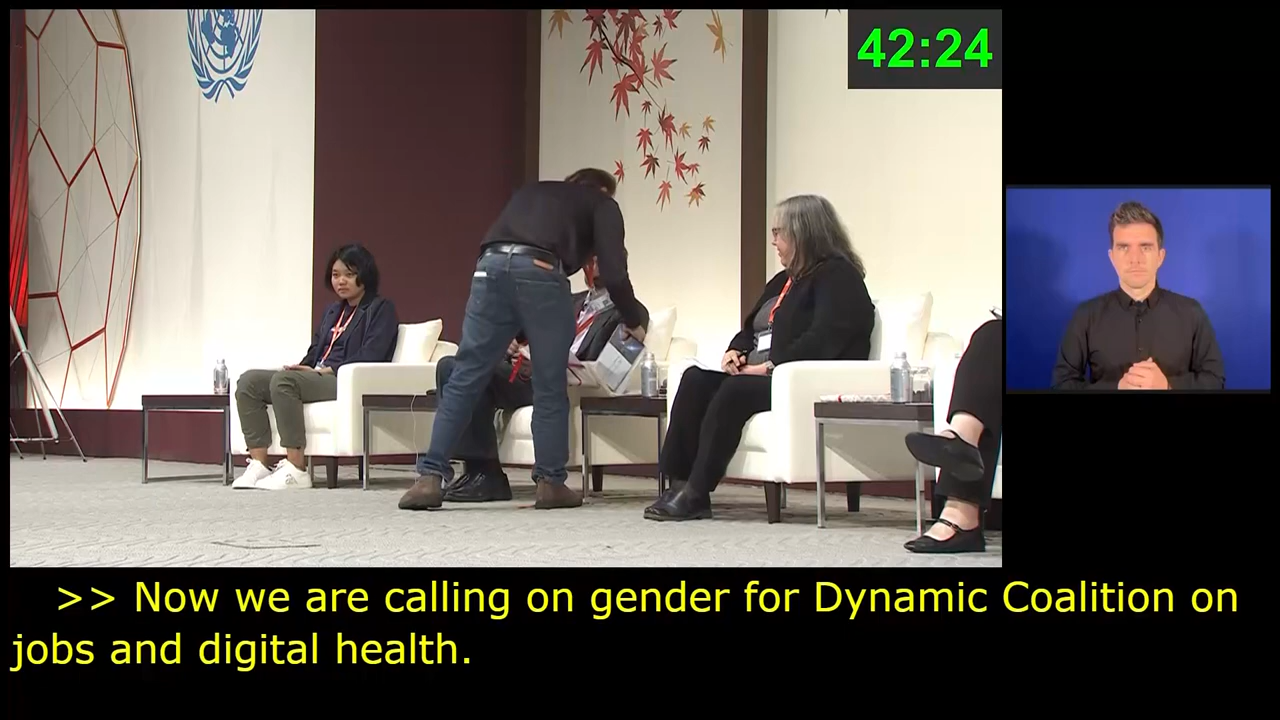 42:24
>> Now we are calling on gender for Dynamic Coalition on
jobs and digital health.